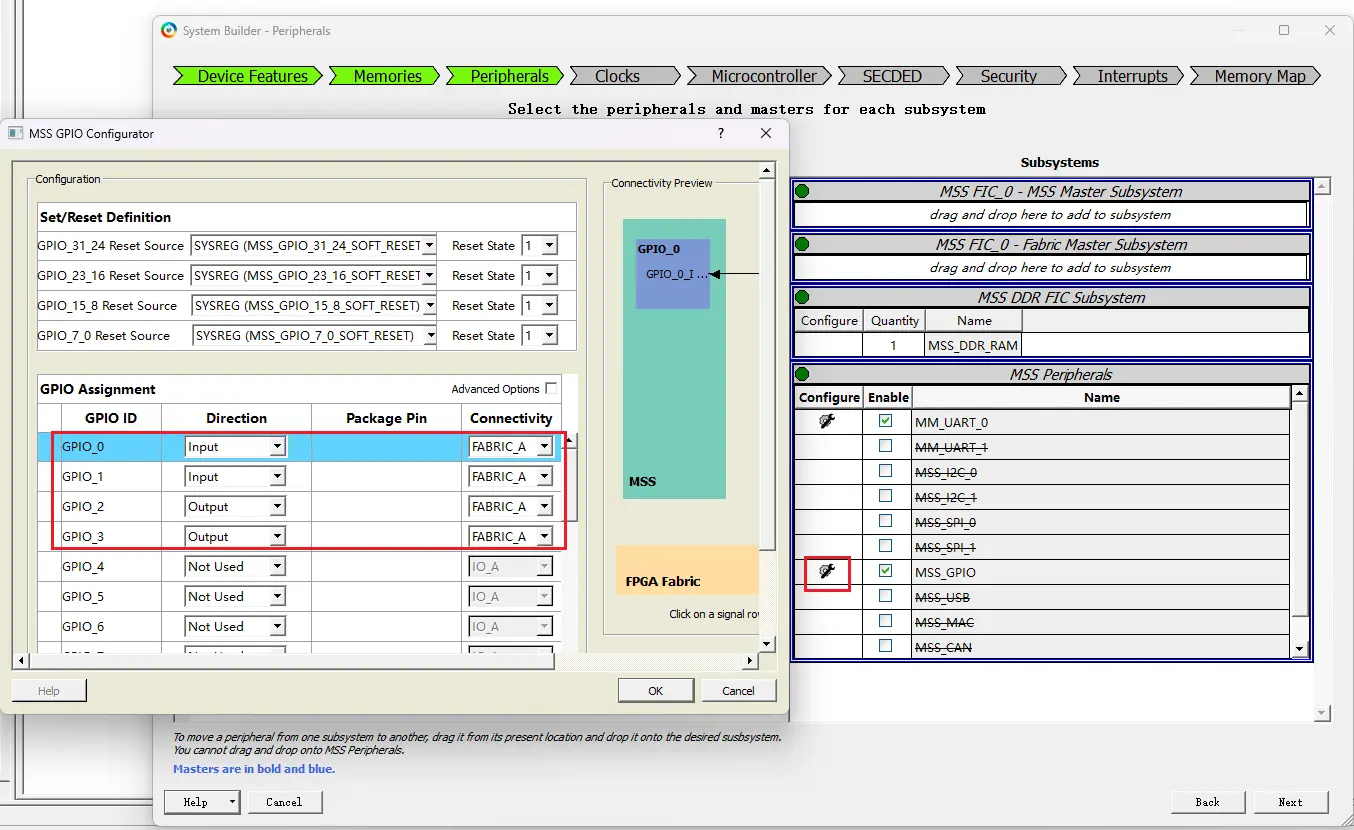 System Builder - Peripherals
Device Features Memories Peripherals Clocks Microcontroller SECDED Security Interrupts Memory Map
Select the peripherals and masters for each subsystem
MSS GPIO Configurator ?
Configuration
Set/Reset Definition
GPIO_31_24 Reset Source SYSREG (MSS_GPIO_31_24_SOFT_RESET Reset State 1
GPIO_23_16 Reset Source SYSREG (MSS_GPIO_23_16_SOFT_RESET Reset State 1
GPIO_15_8 Reset Source SYSREG (MSS_GPIO_15_8_SOFT_RESET) Reset State 1
GPIO_7_0 Reset Source SYSREG (MSS_GPIO_7_0_SOFT_RESET) Reset State 1
GPIO Assignment Advanced Options
GPIO ID Direction Package Pin Connectivity
GPIO_0 Input FABRIC_A
GPIO_1 Input FABRIC_A
GPIO_2 Output FABRIC_A
GPIO_3 Output FABRIC_A
GPIO_4 Not Used IO_A
GPIO_5 Not Used IO_A
GPIO_6 Not Used IO_A
Connectivity Preview
GPIO_0
GPIO_0_I ...
MSS
FPGA Fabric
Click on a signal ro
Help OK Cancel
Subsystems
MSS FIC_0 - MSS Master Subsystem
drag and drop here to add to subsystem
MSS FIC_0 - Fabric Master Subsystem
drag and drop here to add to subsystem
MSS DDR FIC Subsystem
Configure Quantity Name
1 MSS_DDR_RAM
MSS Peripherals
Configure Enable Name
MM_UART_0
MM_UART_1
MSS_I2C_0
MSS_I2C_1
MSS_SPI_0
MSS_SPI_1
MSS_GPIO
MSS_USB
MSS_MAC
MSS_CAN
To move a peripheral from one subsystem to another, drag it from its present location and drop it onto the desired susbsystem.
You cannot drag and drop onto MSS Peripherals.
Masters are in bold and blue.
Help Cancel Back Next